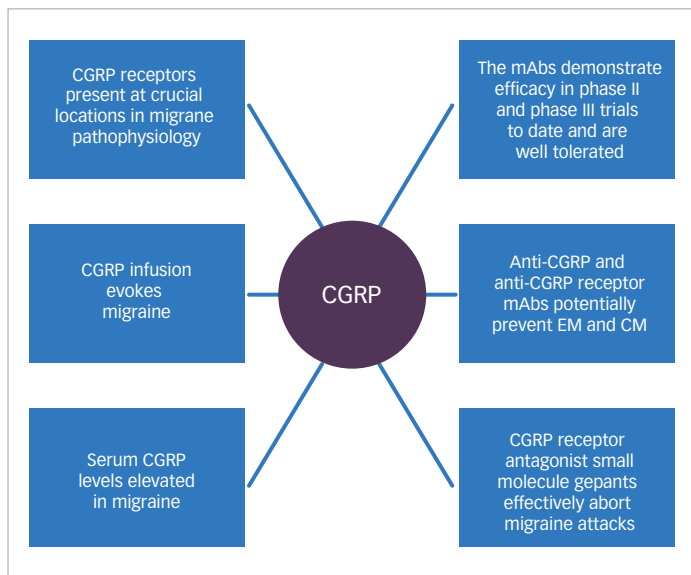 CGRP receptors
present at crucial
locations in migrane
pathophysiology
The mAbs demonstrate
efficacy in phase II
and phase III trials
to date and are
well tolerated
CGRP infusion
evokes
migraine
CGRP
Anti-CGRP and
anti-CGRP receptor
mAbs potentially
prevent EM and CM
Serum CGRP
levels elevated
in migraine
CGRP receptor
antagonist small
molecule gepants
effectively abort
migraine attacks